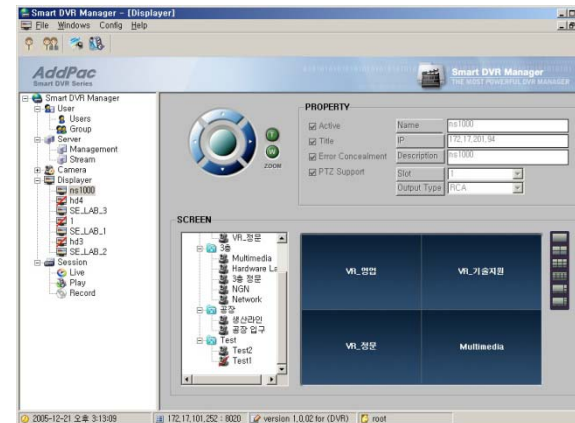 Smart DVR Manager - [Displayer]
File Windows Config Help
AddPac
Smart DVR Series
Smart DVR Manager
THE MOST POWERFUL DVR MANAGER
Smart DVR Manager
User
Users
Group
Server
Management
Stream
Camera
Displayer
ns1000
hd4
SE_LAB_3
1
SE_LAB_1
hd3
SE_LAB_2
Session
Live
Play
Record
T
W
ZOOM
PROPERTY
Active
Name
ns1000
Title
IP
172,17,201,94
Error Concealment
Description
ns1000
PTZ Support
Slot
1
Output Type
RCA
SCREEN
VR_정문
3층
Multimedia
Hardware La
3층 정문
NGN
Network
공장
생산라인
공장 입구
Test
Test2
Test1
VR_영업
VR_기술지원
VR_정문
Multimedia
2005-12-21 오후 3:13:09
172,17,101,252 : 8020
version 1,0,02 for (DVR)
root